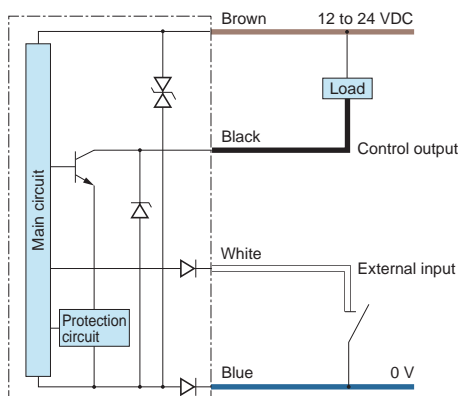 Brown 12 to 24 VDC
Load
Black
Control output
Main circuit
White
External input
Protection
circuit
Blue 0 V